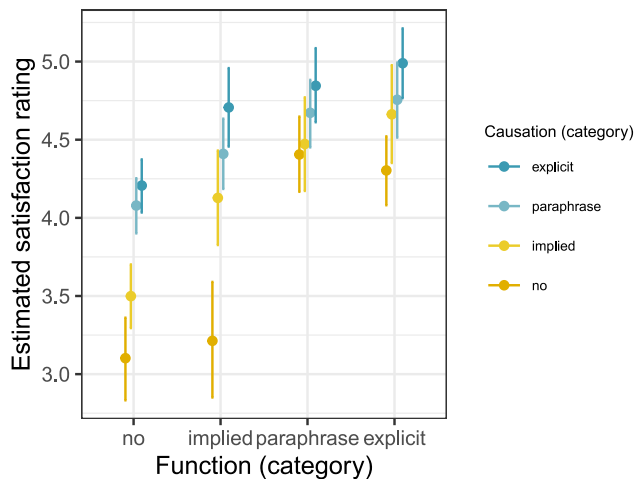 Estimated satisfaction rating
5.0
4.5
4.0
3.5
3.0
no implied paraphrase explicit
Function (category)
Causation (category)
explicit
paraphrase
implied
no